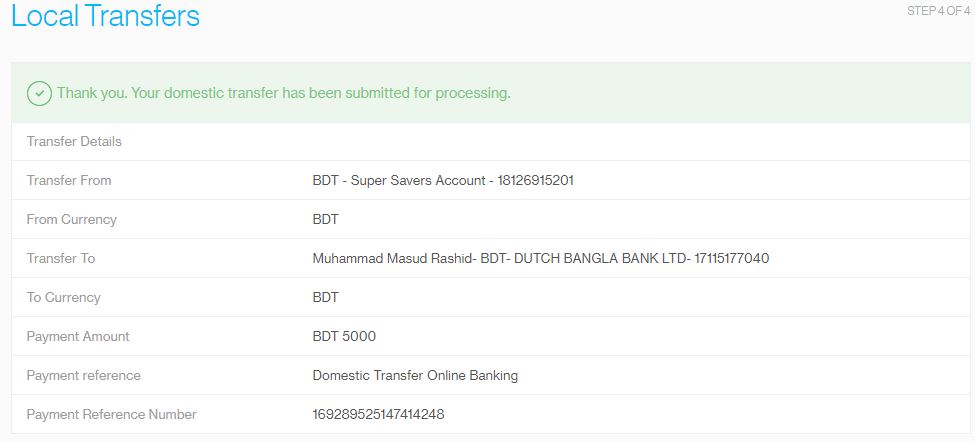 Local Transfers
STEP 4 OF 4
Thank you. Your domestic transfer has been submitted for processing.
Transfer Details
Transfer From BDT - Super Savers Account - 18126915201
From Currency BDT
Transfer To Muhammad Masud Rashid- BDT- DUTCH BANGLA BANK LTD- 17115177040
To Currency BDT
Payment Amount BDT 5000
Payment reference Domestic Transfer Online Banking
Payment Reference Number 169289525147414248